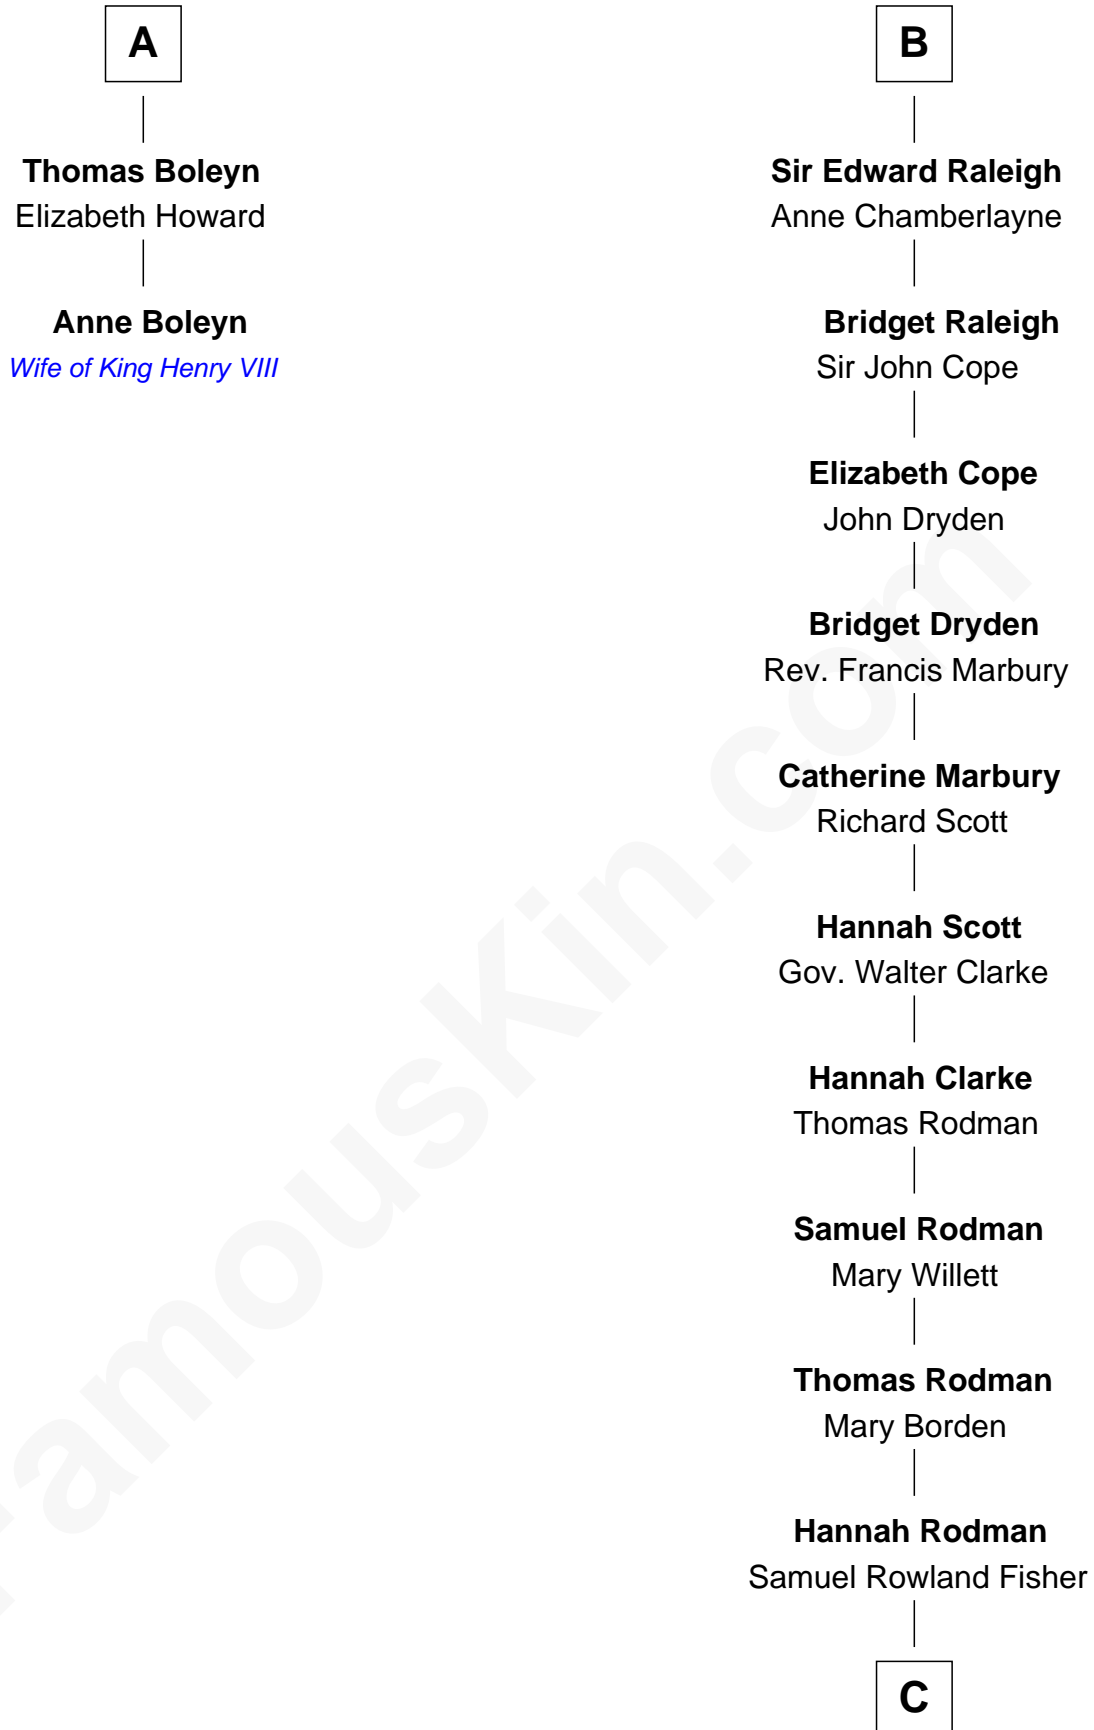 A
Thomas Boleyn
Elizabeth Howard
Anne Boleyn
Wife of King Henry VIII
B
Sir Edward Raleigh
Anne Chamberlayne
Bridget Raleigh
Sir John Cope
Elizabeth Cope
John Dryden
Bridget Dryden
Rev. Francis Marbury
Catherine Marbury
Richard Scott
Hannah Scott
Gov. Walter Clarke
Hannah Clarke
Thomas Rodman
Samuel Rodman
Mary Willett
Thomas Rodman
Mary Borden
Hannah Rodman
Samuel Rowland Fisher
C
FamousKin.com